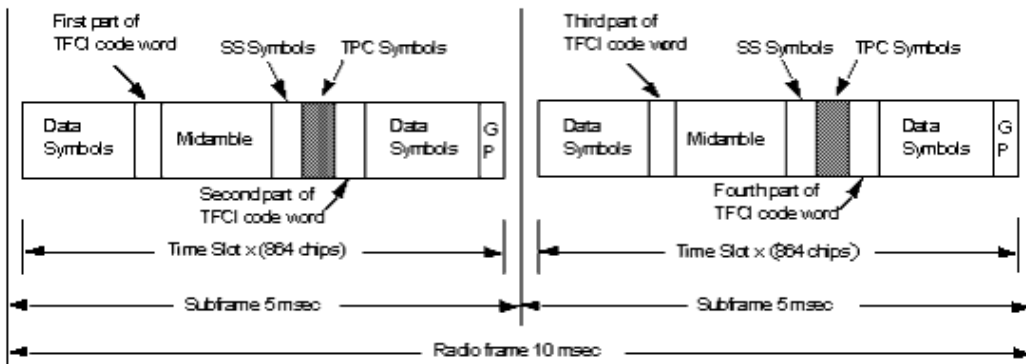 First part of
TFCI code word
SS Symbols
TPC Symbols
Third part of
TFCI code word
SS Symbols
TPC Symbols
Data
Symbols
Midamble
Data
Symbols
G
P
Data
Symbols
Midamble
Data
Symbols
G
P
Second part of
TFCI code word
Fourth part of
TFCI code word
Time Slot x (864 chips)
Time Slot x (864 chips)
Subframe 5 msec
Subframe 5 msec
Radio frame 10 msec